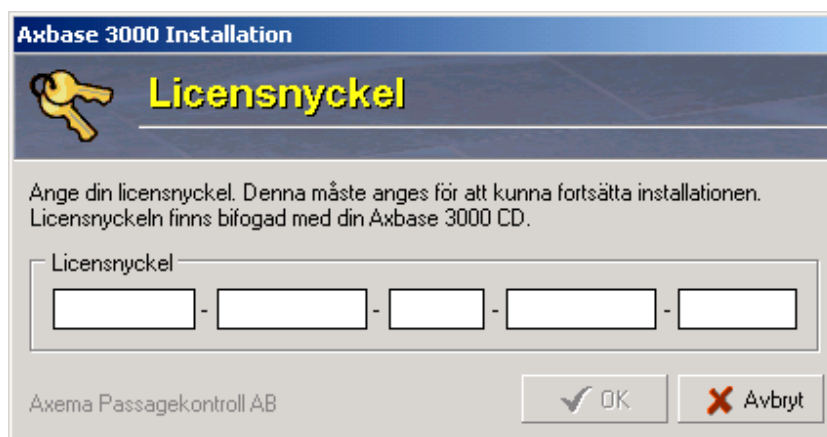 Axbase 3000 Installation
Licensnyckel
Ange din licensnyckel. Denna måste anges för att kunna fortsätta installationen.
Licensnyckeln finns bifogad med din Axbase 3000 CD.
Licensnyckel
- - - -
Axema Passagekontroll AB
OK
Avbryt